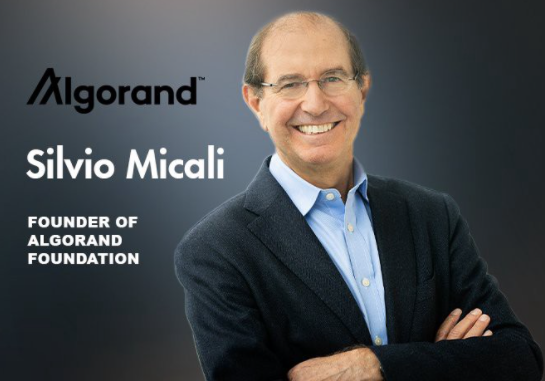 Algorand™
Silvio Micali
FOUNDER OF
ALGORAND
FOUNDATION